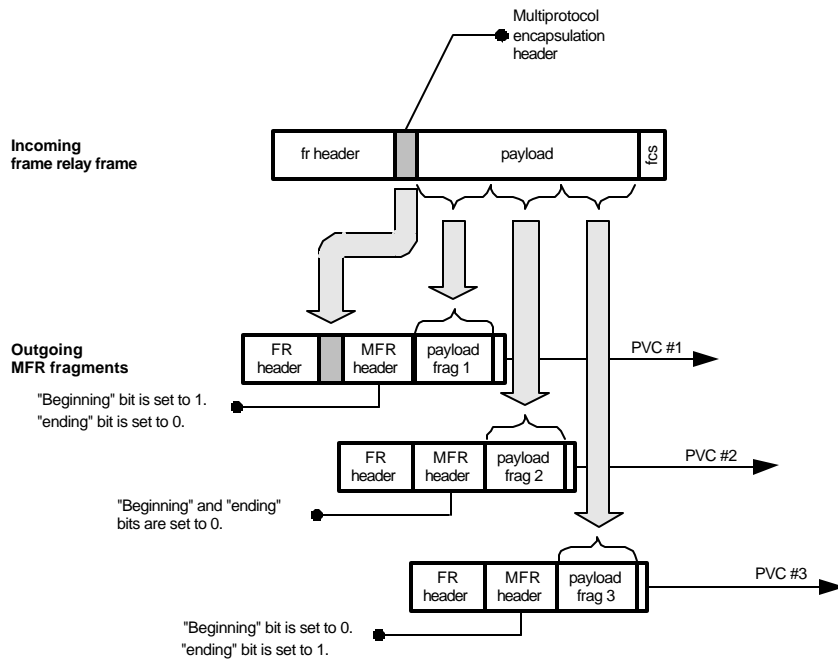 Multiprotocol
encapsulation
header
Incoming
frame relay frame
fr header
payload
fcs
Outgoing
MFR fragments
FR
header
MFR
header
payload
frag 1
PVC #1
"Beginning" bit is set to 1.
"ending" bit is set to 0.
FR
header
MFR
header
payload
frag 2
PVC #2
"Beginning" and "ending"
bits are set to 0.
FR
header
MFR
header
payload
frag 3
PVC #3
"Beginning" bit is set to 0.
"ending" bit is set to 1.